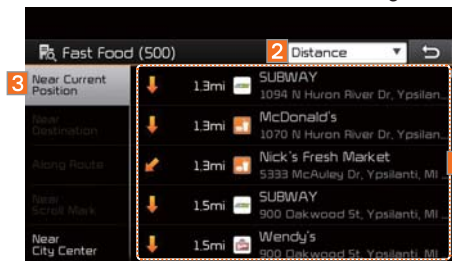 Fast Food (500)
2
Distance
3
Near Current
Position
Near
Destination
Along Route
Near
Scroll Mark
Near
City Center
1.3mi
SUBWAY
1094 N Huron River Dr, Ypsilan...
1.3mi
McDonald's
1070 N Huron River Dr, Ypsilan...
1.3mi
Nick's Fresh Market
5333 McAuley Dr, Ypsilanti, MI ...
1.5mi
SUBWAY
900 Oakwood St, Ypsilanti, MI ...
1.5mi
Wendy's
900 Oakwood St, Ypsilanti, MI ...